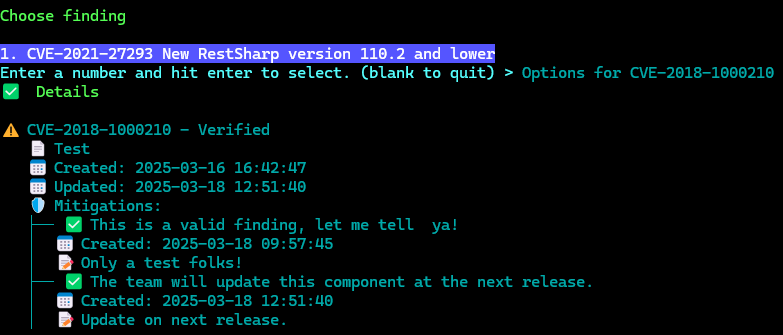 Choose finding
1. CVE-2021-27293 New RestSharp version 110.2 and lower
Enter a number and hit enter to select. (blank to quit) > Options for CVE-2018-1000210
✅ Details
⚠️ CVE-2018-1000210 - Verified
📄 Test
📅 Created: 2025-03-16 16:42:47
📅 Updated: 2025-03-18 12:51:40
🛡️ Mitigations:
✅ This is a valid finding, let me tell  ya!
📅 Created: 2025-03-18 09:57:45
📝 Only a test folks!
✅ The team will update this component at the next release.
📅 Created: 2025-03-18 12:51:40
📝 Update on next release.